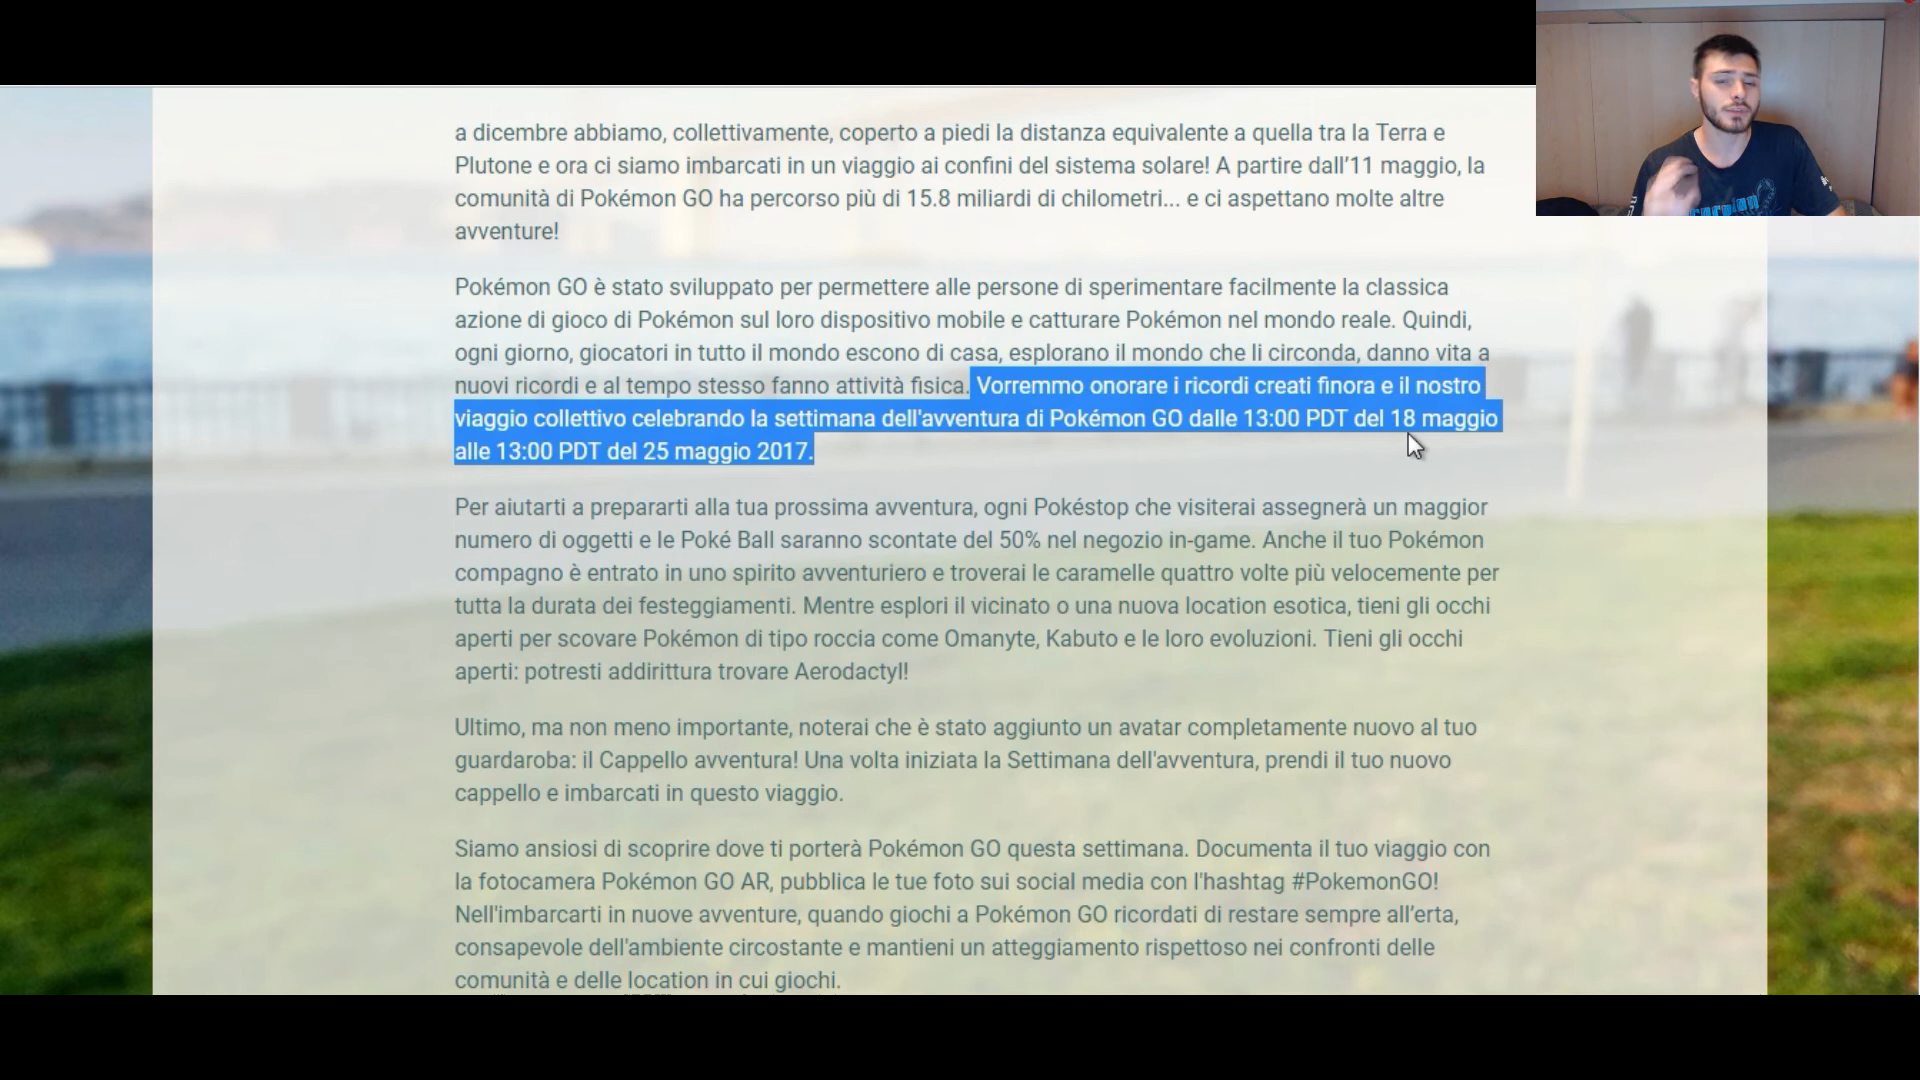 a dicembre abbiamo, collettivamente, coperto a piedi la distanza equivalente a quella tra la Terra e
Plutone e ora ci siamo imbarcati in un viaggio ai confini del sistema solare! A partire dall'11 maggio, la
comunità di Pokémon GO ha percorso più di 15.8 miliardi di chilometri... e ci aspettano molte altre
avventure!
Pokémon GO è stato sviluppato per permettere alle persone di sperimentare facilmente la classica
azione di gioco di Pokémon sul loro dispositivo mobile e catturare Pokémon nel mondo reale. Quindi,
ogni giorno, giocatori in tutto il mondo escono di casa, esplorano il mondo che li circonda, danno vita a
nuovi ricordi e al tempo stesso fanno attività fisica. Vorremmo onorare i ricordi creati finora e il nostro
viaggio collettivo celebrando la settimana dell'avventura di Pokémon GO dalle 13:00 PDT del 18 maggio
alle 13:00 PDT del 25 maggio 2017.
Per aiutarti a prepararti alla tua prossima avventura, ogni Pokéstop che visiterai assegnerà un maggior
numero di oggetti e le Poké Ball saranno scontate del 50% nel negozio in-game. Anche il tuo Pokémon
compagno è entrato in uno spirito avventuriero e troverai le caramelle quattro volte più velocemente per
tutta la durata dei festeggiamenti. Mentre esplori il vicinato o una nuova location esotica, tieni gli occhi
aperti per scovare Pokémon di tipo roccia come Omanyte, Kabuto e le loro evoluzioni. Tieni gli occhi
aperti: potresti addirittura trovare Aerodactyl!
Ultimo, ma non meno importante, noterai che è stato aggiunto un avatar completamente nuovo al tuo
guardaroba: il Cappello avventura! Una volta iniziata la Settimana dell'avventura, prendi il tuo nuovo
cappello e imbarcati in questo viaggio.
Siamo ansiosi di scoprire dove ti porterà Pokémon GO questa settimana. Documenta il tuo viaggio con
la fotocamera Pokémon GO AR, pubblica le tue foto sui social media con l'hashtag #PokemonGO!
Nell'imbarcarti in nuove avventure, quando giochi a Pokémon GO ricordati di restare sempre all'erta,
consapevole dell'ambiente circostante e mantieni un atteggiamento rispettoso nei confronti delle
comunità e delle location in cui giochi.